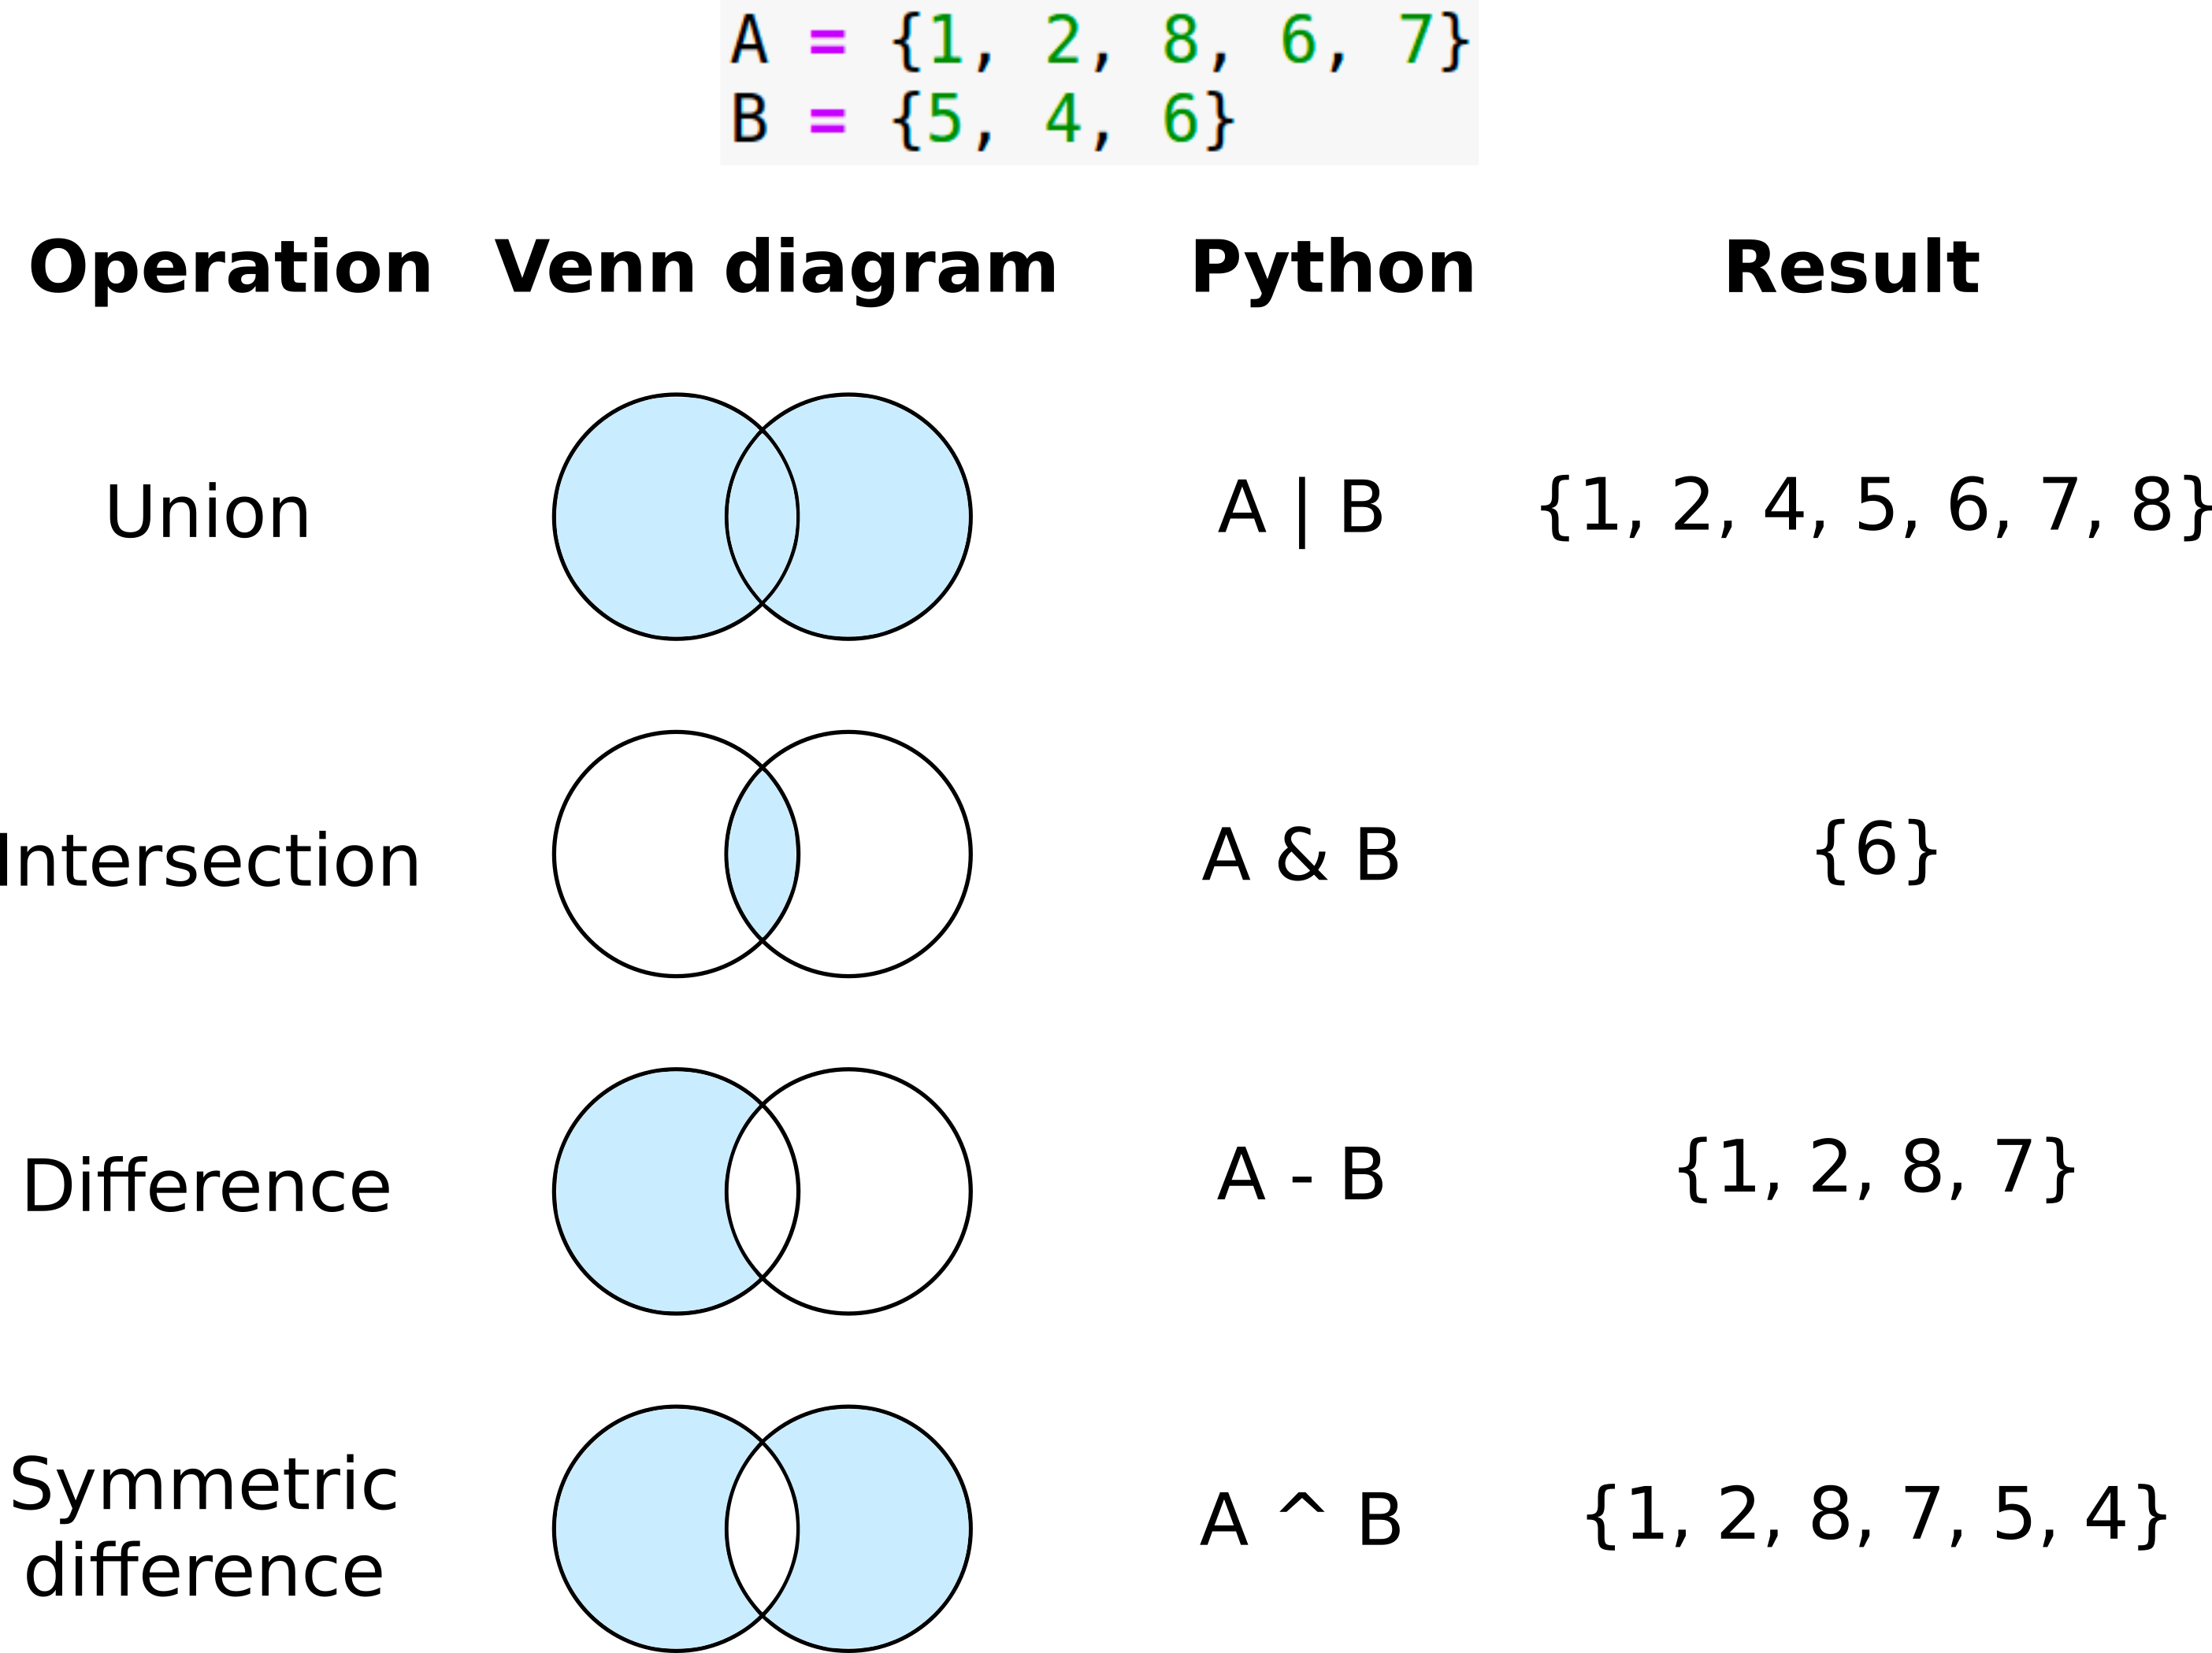 A = {1, 2, 8, 6, 7}
B = {5, 4, 6}
Operation Venn diagram Python Result
Union A | B {1, 2, 4, 5, 6, 7, 8}
Intersection A & B {6}
Difference A - B {1, 2, 8, 7}
Symmetric
difference A ^ B {1, 2, 8, 7, 5, 4}